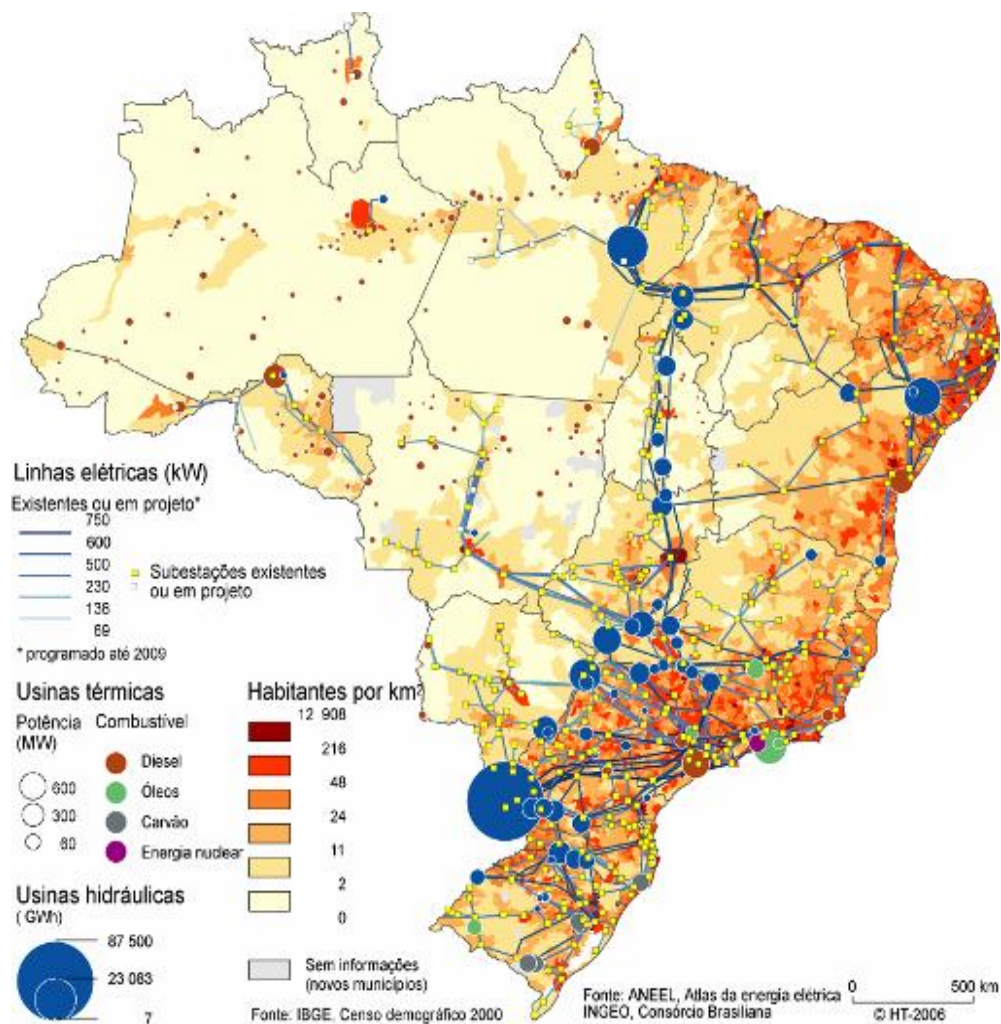 Linhas elétricas (kW)
Existentes ou em projeto*
750
600
500
230
136
69
Subestações existentes
ou em projeto
* programado até 2009
Usinas térmicas
Potência
(MW)
600
300
60
Combustível
Diesel
Óleos
Carvão
Energia nuclear
Usinas hidráulicas
( GWh)
87 500
23 083
7
Habitantes por km²
12 908
216
48
24
11
2
0
Sem informações
(novos municípios)
Fonte: IBGE, Censo demográfico 2000
Fonte: ANEEL, Atlas da energia elétrica
INGEO, Consórcio Brasiliana
0 500 km
© HT-2006